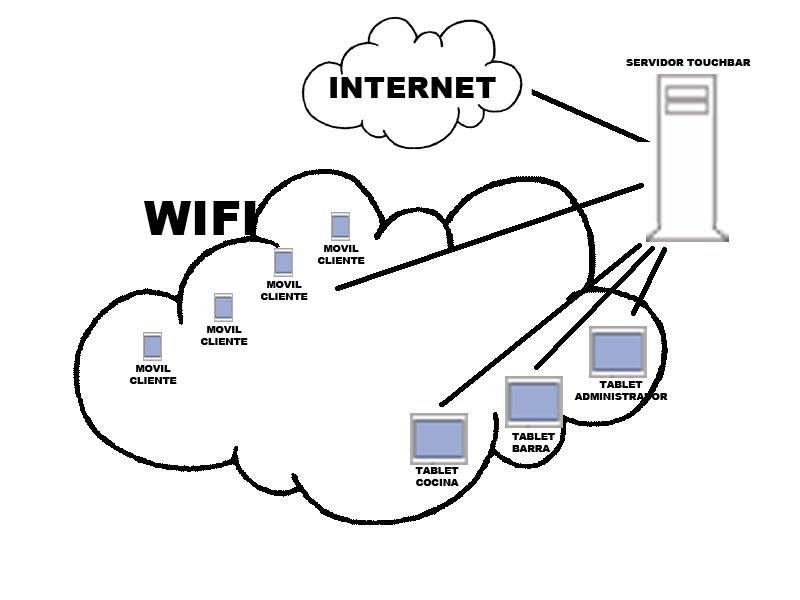 SERVIDOR TOUCHBAR
INTERNET
WIFI
MOVIL
CLIENTE
MOVIL
CLIENTE
MOVIL
CLIENTE
MOVIL
CLIENTE
TABLET
ADMINISTRADOR
TABLET
BARRA
TABLET
COCINA